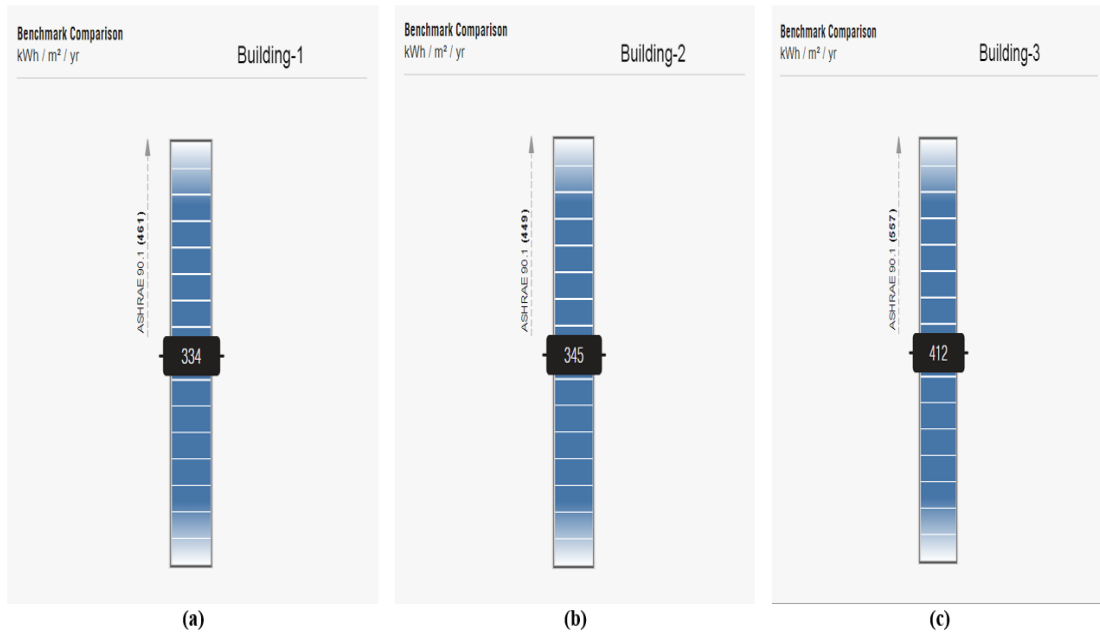 Benchmark Comparison
kWh / m² / yr
Building-1
ASHRAE 90.1 (461)
334
(a)
Benchmark Comparison
kWh / m² / yr
Building-2
ASHRAE 90.1 (449)
345
(b)
Benchmark Comparison
kWh / m² / yr
Building-3
ASHRAE 90.1 (557)
412
(c)